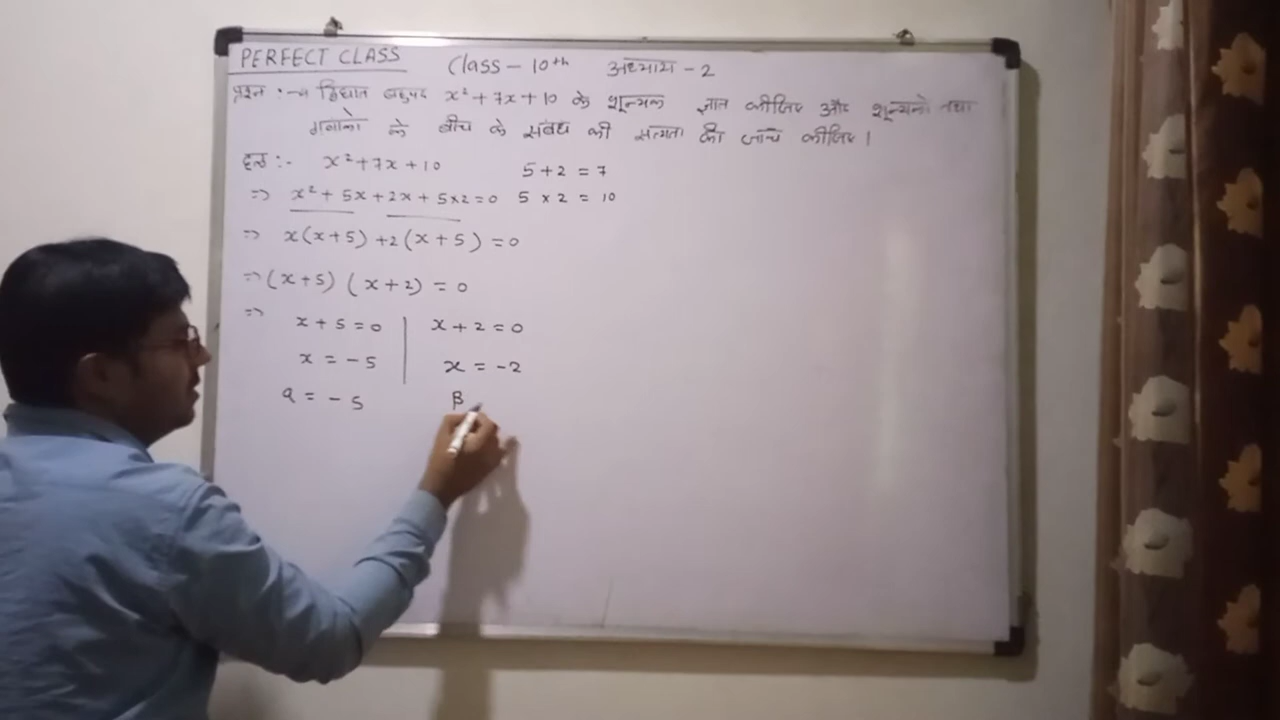 PERFECT CLASS Class - 10th अध्याय - 2
प्रश्न :→ द्विघात बहुपद x² + 7x + 10 के शून्यक ज्ञात कीजिए और शून्यको तथा
गुणांको के बीच के संबंध की सत्यता की जाँच कीजिए।
हल :- x² + 7x + 10 5 + 2 = 7
⇒ x² + 5x + 2x + 5×2 = 0 5 × 2 = 10
⇒ x(x+5) + 2(x+5) = 0
⇒ (x+5) (x+2) = 0
⇒ x + 5 = 0 | x + 2 = 0
x = -5 | x = -2
α = -5 β